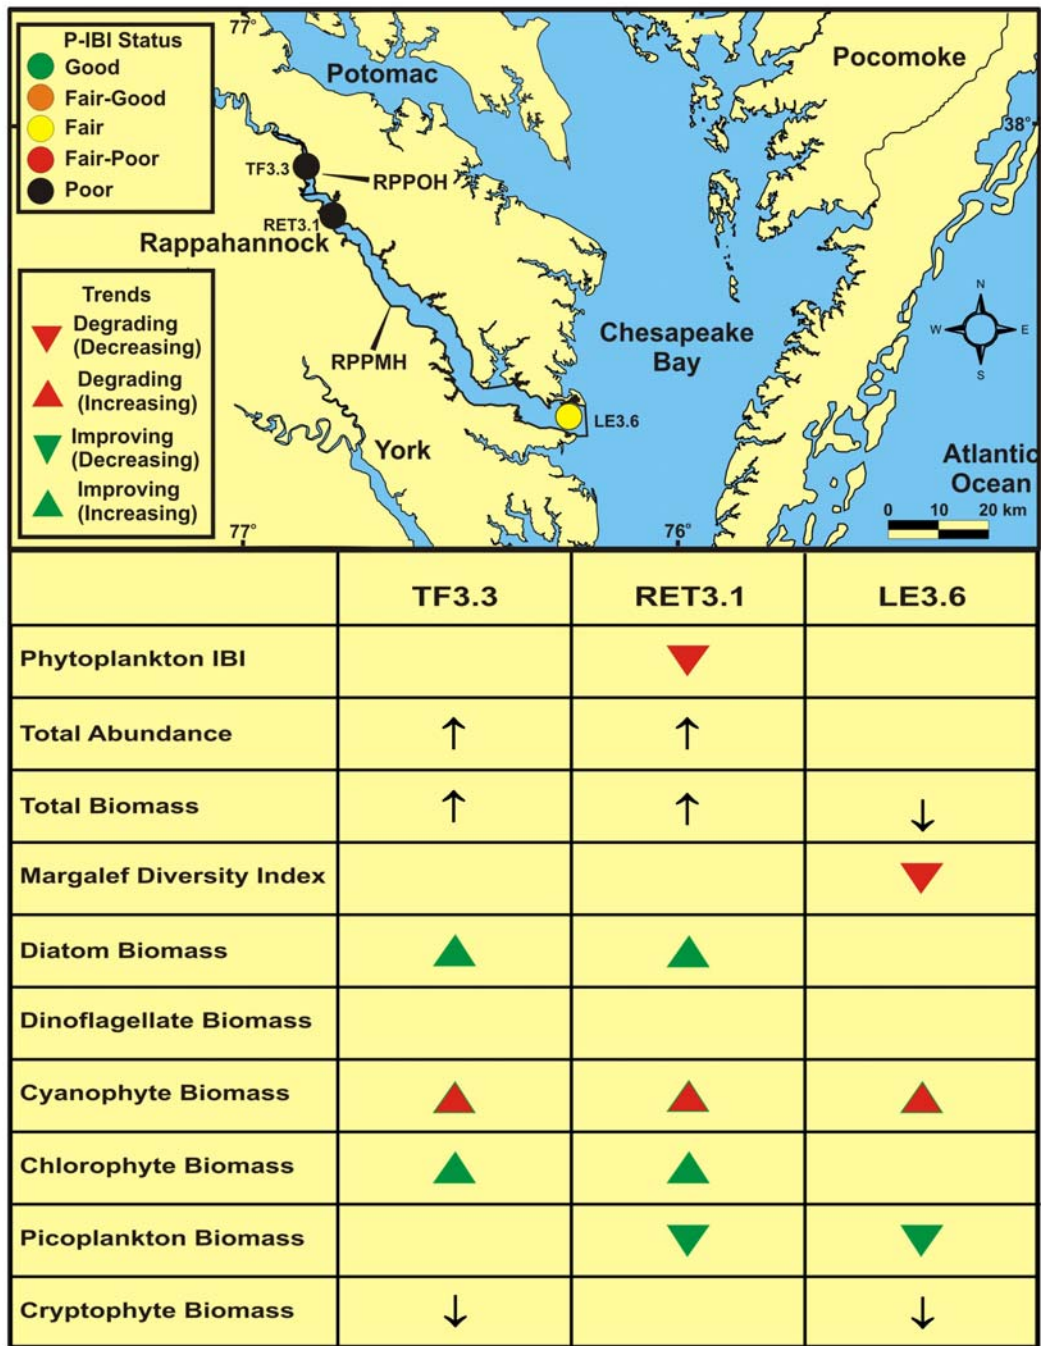 P-IBI Status
Good
Fair-Good
Fair
Fair-Poor
Poor
77°
Potomac
Pocomoke
38°
TF3.3
RPPOH
RET3.1
Rappahannock
Trends
Degrading
(Decreasing)
Degrading
(Increasing)
Improving
(Decreasing)
Improving
(Increasing)
RPPMH
Chesapeake
Bay
N
W
E
S
LE3.6
York
Atlantic
Ocean
0 10 20 km
77°
76°
TF3.3 RET3.1 LE3.6
Phytoplankton IBI
Total Abundance ↑ ↑
Total Biomass ↑ ↑ ↓
Margalef Diversity Index
Diatom Biomass
Dinoflagellate Biomass
Cyanophyte Biomass
Chlorophyte Biomass
Picoplankton Biomass
Cryptophyte Biomass ↓ ↓